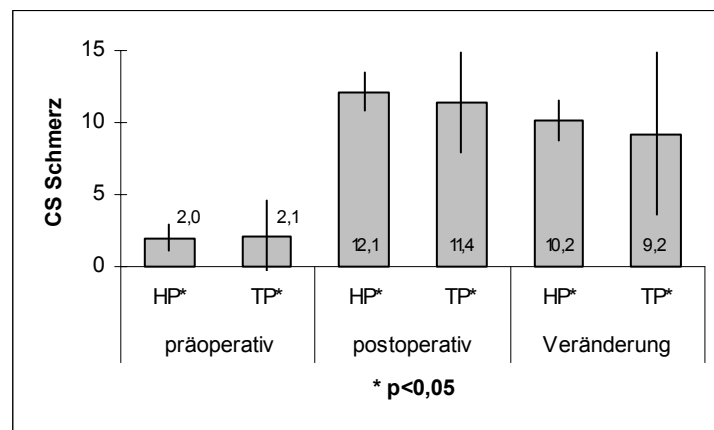 CS Schmerz
15
10
5
0
2,0
2,1
12,1
11,4
10,2
9,2
HP* TP* HP* TP* HP* TP*
präoperativ postoperativ Veränderung
* p<0,05